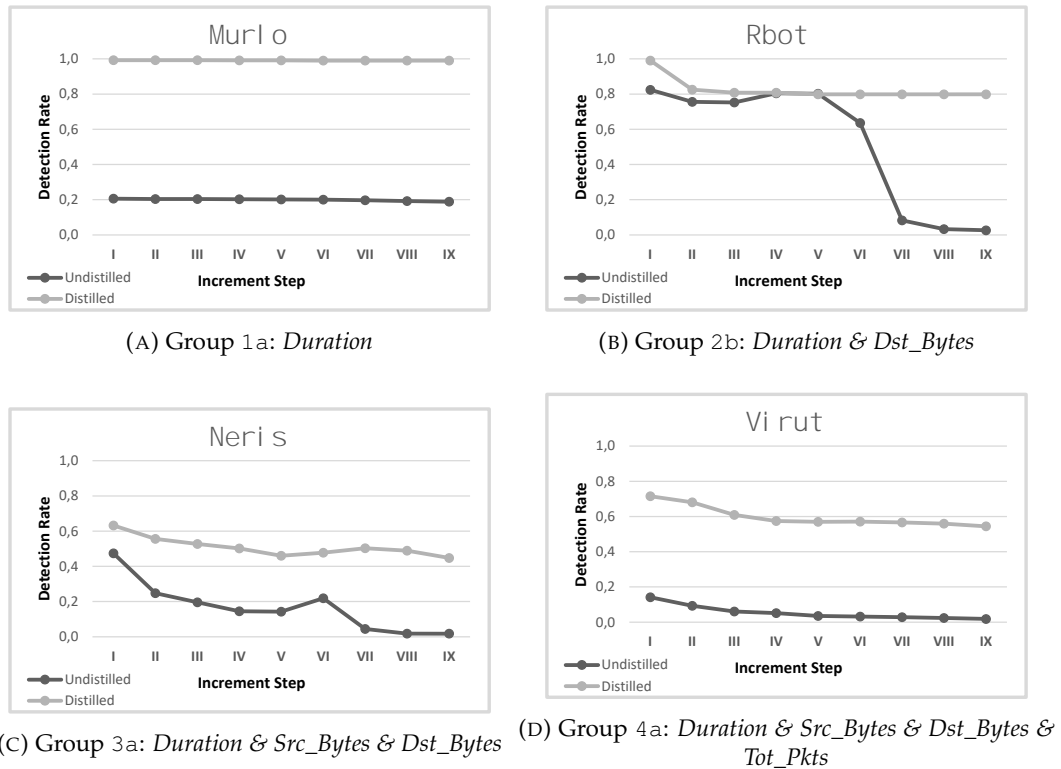 Murlo
1,0
0,8
0,6
0,4
0,2
0,0
Detection Rate
I II III IV V VI VII VIII IX
Increment Step
Undistilled
Distilled
(A) Group 1a: Duration
Rbot
1,0
0,8
0,6
0,4
0,2
0,0
Detection Rate
I II III IV V VI VII VIII IX
Increment Step
Undistilled
Distilled
(B) Group 2b: Duration & Dst_Bytes
Neris
1,0
0,8
0,6
0,4
0,2
0,0
Detection Rate
I II III IV V VI VII VIII IX
Increment Step
Undistilled
Distilled
(C) Group 3a: Duration & Src_Bytes & Dst_Bytes
Virut
1,0
0,8
0,6
0,4
0,2
0,0
Detection Rate
I II III IV V VI VII VIII IX
Increment Step
Undistilled
Distilled
(D) Group 4a: Duration & Src_Bytes & Dst_Bytes &
Tot_Pkts